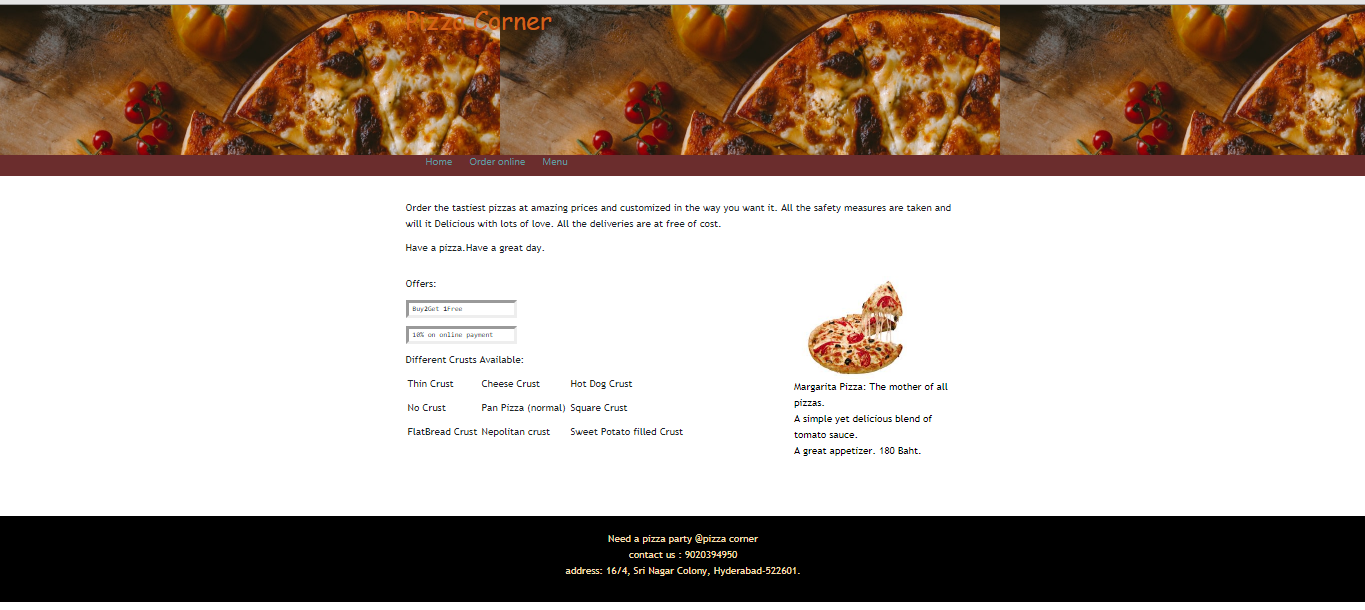 Pizza Corner
Home Order online Menu
Order the tastiest pizzas at amazing prices and customized in the way you want it. All the safety measures are taken and
will it Delicious with lots of love. All the deliveries are at free of cost.
Have a pizza.Have a great day.
Offers:
Buy2Get 1Free
10% on online payment
Different Crusts Available:
Thin Crust Cheese Crust Hot Dog Crust
No Crust Pan Pizza (normal) Square Crust
FlatBread Crust Nepolitan crust Sweet Potato filled Crust
Margarita Pizza: The mother of all
pizzas.
A simple yet delicious blend of
tomato sauce.
A great appetizer. 180 Baht.
Need a pizza party @pizza corner
contact us : 9020394950
address: 16/4, Sri Nagar Colony, Hyderabad-522601.